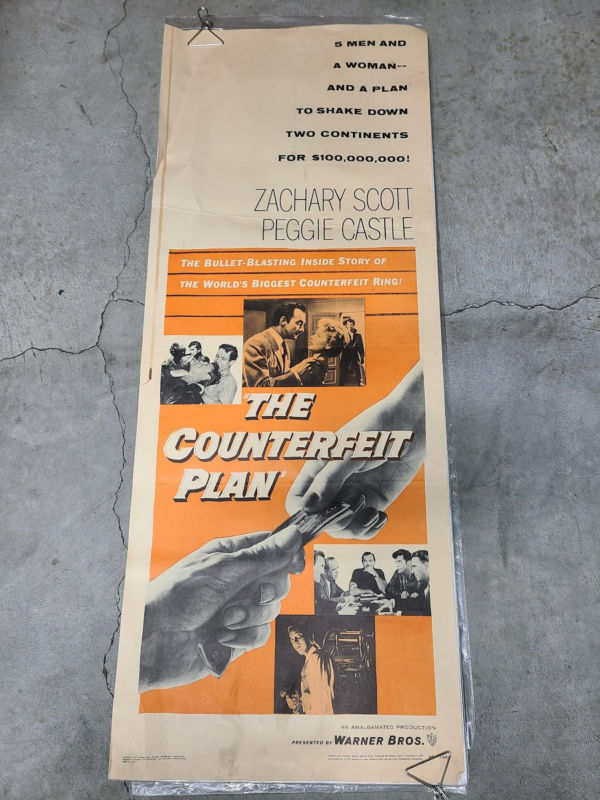 5 MEN AND
A WOMAN--
AND A PLAN
TO SHAKE DOWN
TWO CONTINENTS
FOR $100,000,000!
ZACHARY SCOTT
PEGGIE CASTLE
THE BULLET-BLASTING INSIDE STORY OF
THE WORLD'S BIGGEST COUNTERFEIT RING!
"THE
COUNTERFEIT
PLAN"
AN AMALGAMATED PRODUCTION
PRESENTED BY WARNER BROS.